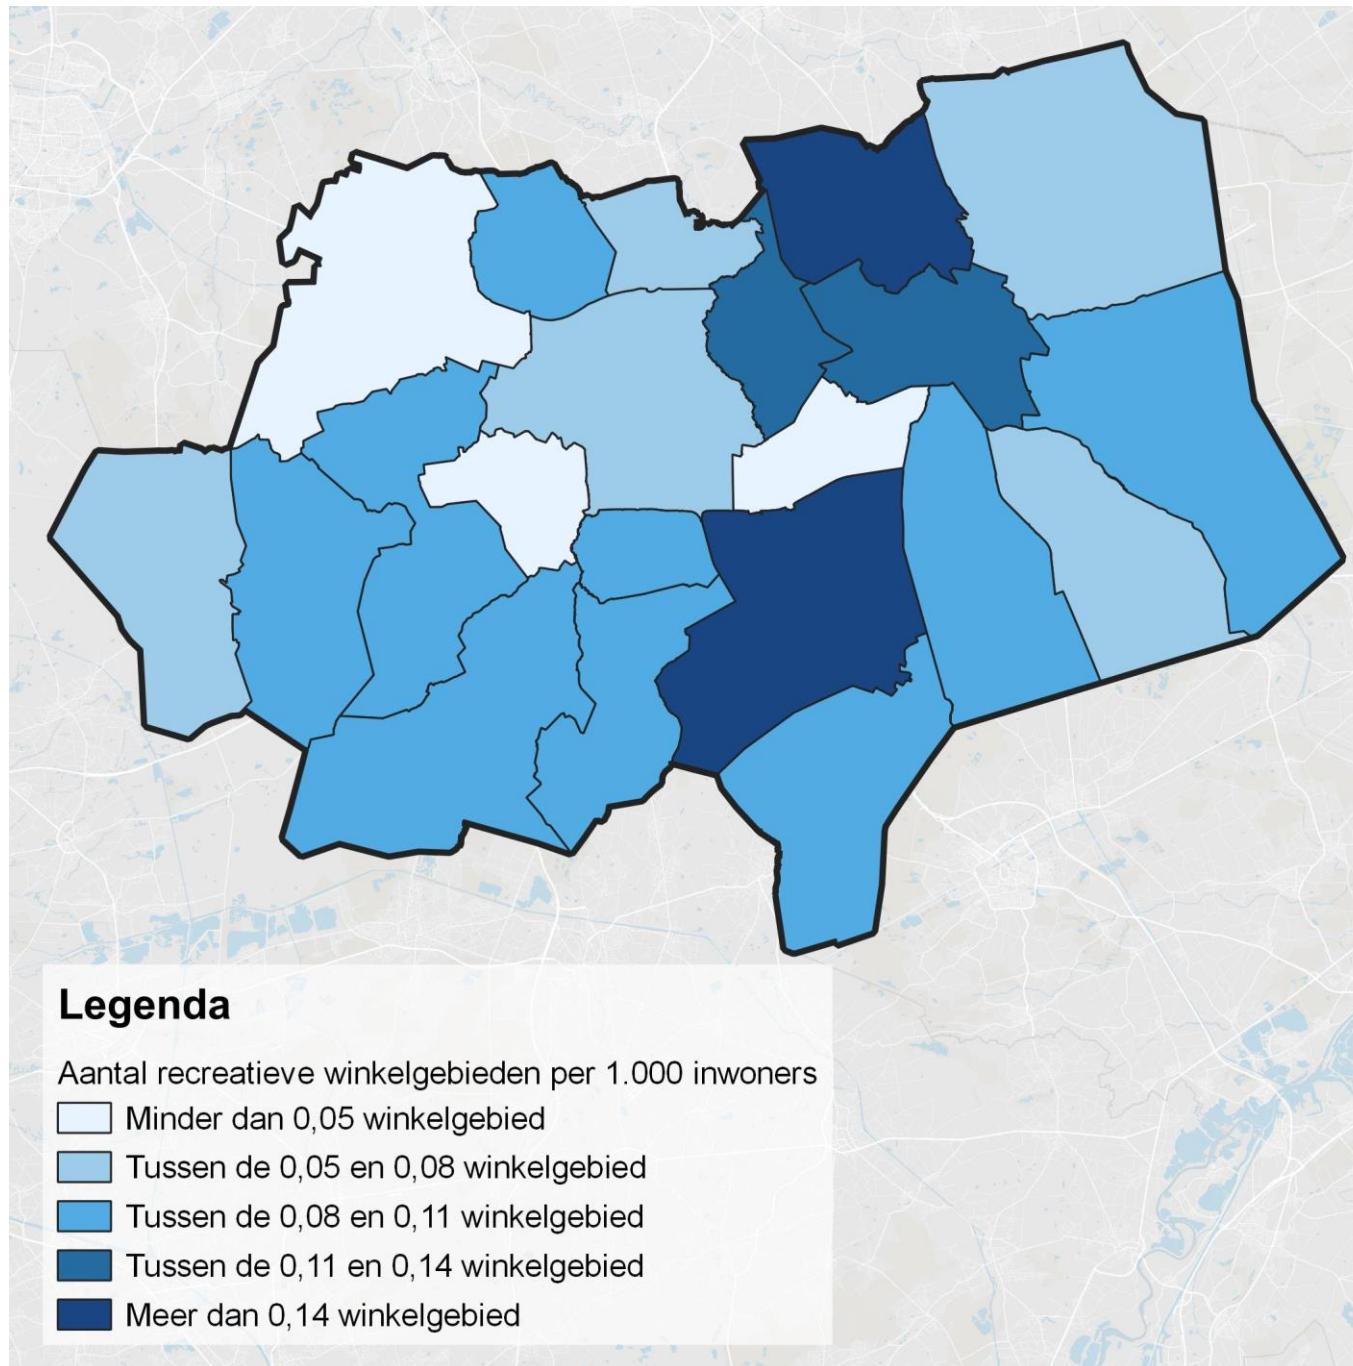 Legenda
Aantal recreatieve winkelgebieden per 1.000 inwoners
Minder dan 0,05 winkelgebied
Tussen de 0,05 en 0,08 winkelgebied
Tussen de 0,08 en 0,11 winkelgebied
Tussen de 0,11 en 0,14 winkelgebied
Meer dan 0,14 winkelgebied